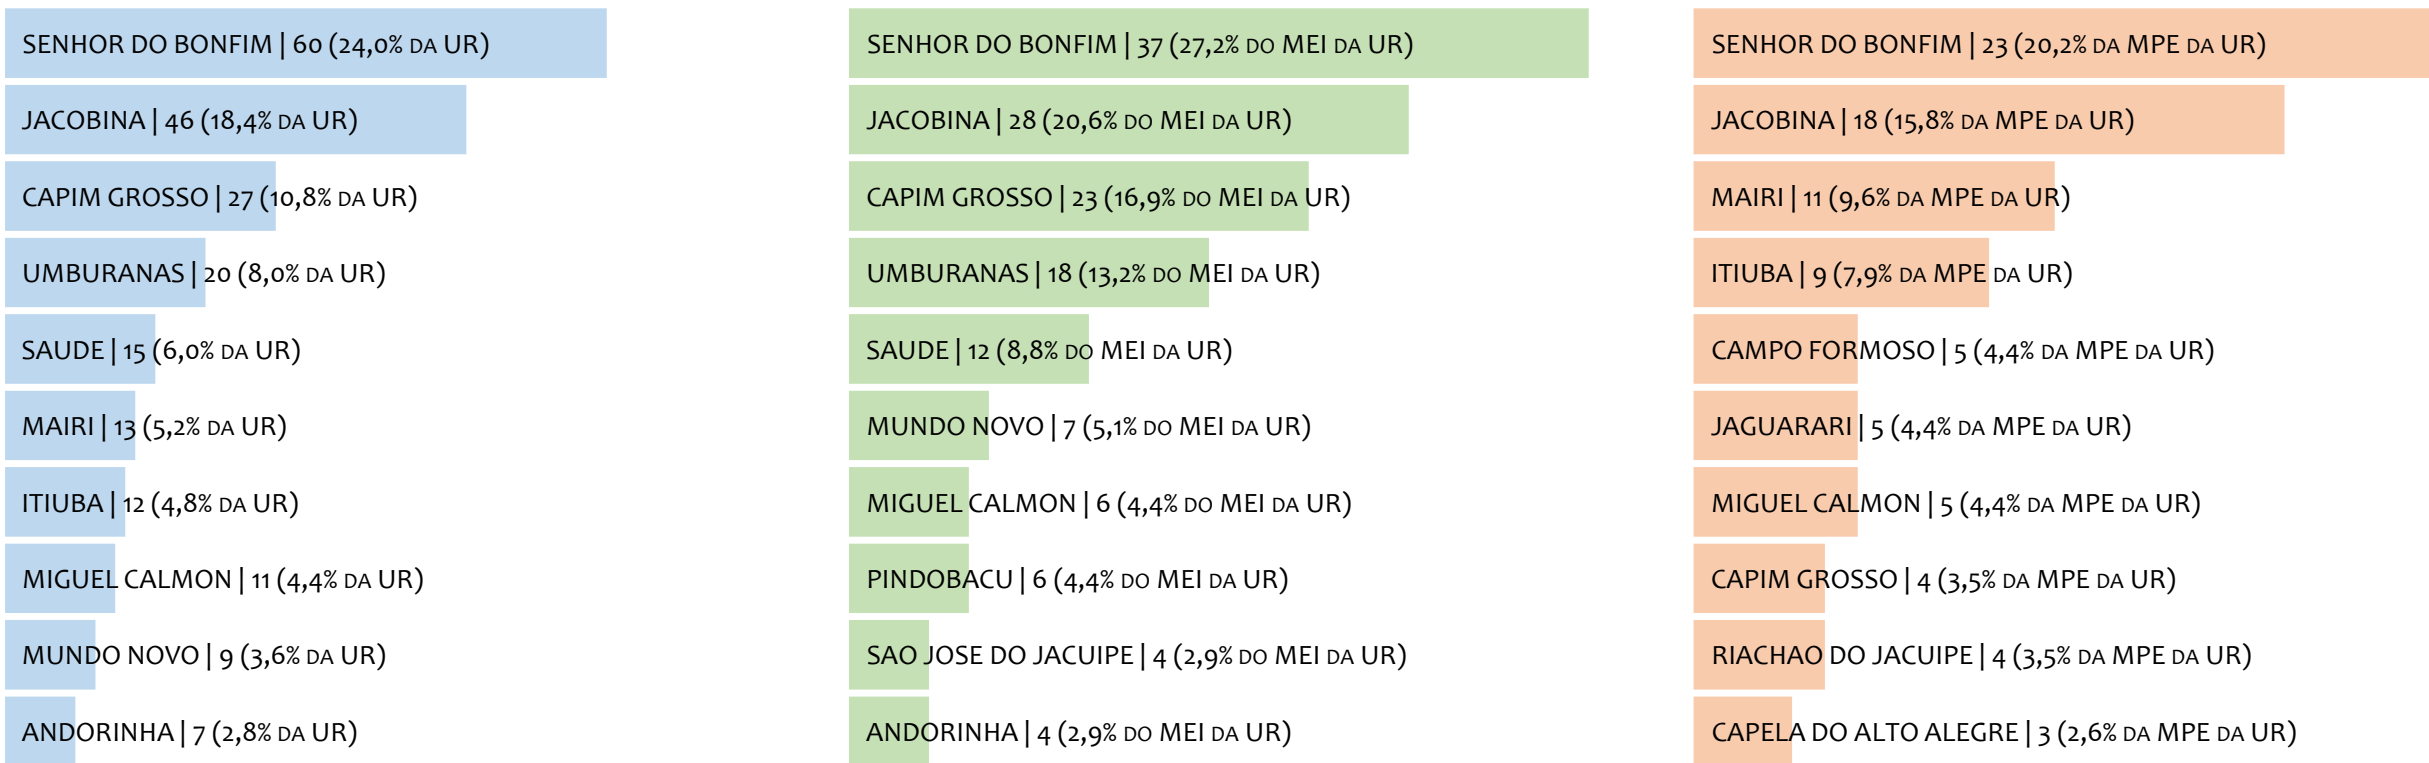 SENHOR DO BONFIM | 60 (24,0% DA UR)
JACOBINA | 46 (18,4% DA UR)
CAPIM GROSSO | 27 (10,8% DA UR)
UMBURANAS | 20 (8,0% DA UR)
SAUDE | 15 (6,0% DA UR)
MAIRI | 13 (5,2% DA UR)
ITIUBA | 12 (4,8% DA UR)
MIGUEL CALMON | 11 (4,4% DA UR)
MUNDO NOVO | 9 (3,6% DA UR)
ANDORINHA | 7 (2,8% DA UR)
SENHOR DO BONFIM | 37 (27,2% DO MEI DA UR)
JACOBINA | 28 (20,6% DO MEI DA UR)
CAPIM GROSSO | 23 (16,9% DO MEI DA UR)
UMBURANAS | 18 (13,2% DO MEI DA UR)
SAUDE | 12 (8,8% DO MEI DA UR)
MUNDO NOVO | 7 (5,1% DO MEI DA UR)
MIGUEL CALMON | 6 (4,4% DO MEI DA UR)
PINDOBACU | 6 (4,4% DO MEI DA UR)
SAO JOSE DO JACUIPE | 4 (2,9% DO MEI DA UR)
ANDORINHA | 4 (2,9% DO MEI DA UR)
SENHOR DO BONFIM | 23 (20,2% DA MPE DA UR)
JACOBINA | 18 (15,8% DA MPE DA UR)
MAIRI | 11 (9,6% DA MPE DA UR)
ITIUBA | 9 (7,9% DA MPE DA UR)
CAMPO FORMOSO | 5 (4,4% DA MPE DA UR)
JAGUARARI | 5 (4,4% DA MPE DA UR)
MIGUEL CALMON | 5 (4,4% DA MPE DA UR)
CAPIM GROSSO | 4 (3,5% DA MPE DA UR)
RIACHAO DO JACUIPE | 4 (3,5% DA MPE DA UR)
CAPELA DO ALTO ALEGRE | 3 (2,6% DA MPE DA UR)